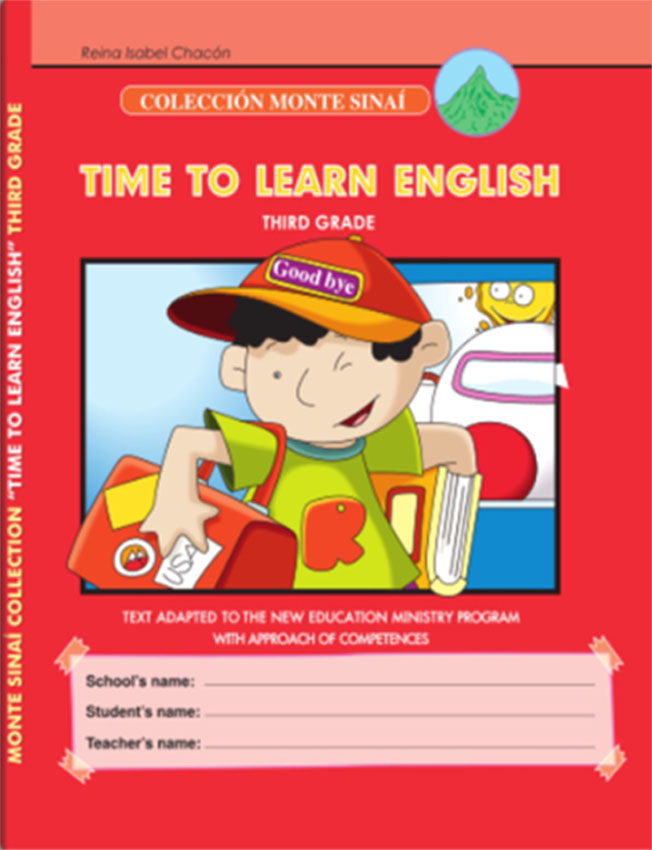 Reina Isabel Chacón
COLECCIÓN MONTE SINAÍ
TIME TO LEARN ENGLISH
THIRD GRADE
Good bye
R
USA
TEXT ADAPTED TO THE NEW EDUCATION MINISTRY PROGRAM
WITH APPROACH OF COMPETENCES
School's name:
Student's name:
Teacher's name:
MONTE SINAÍ COLLECTION "TIME TO LEARN ENGLISH" THIRD GRADE